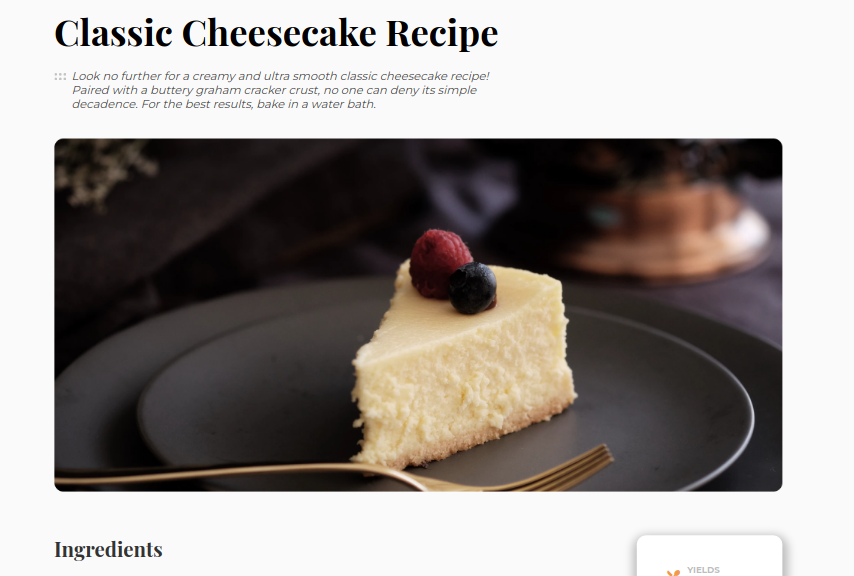 Classic Cheesecake Recipe
Look no further for a creamy and ultra smooth classic cheesecake recipe!
Paired with a buttery graham cracker crust, no one can deny its simple
decadence. For the best results, bake in a water bath.
Ingredients
YIELDS